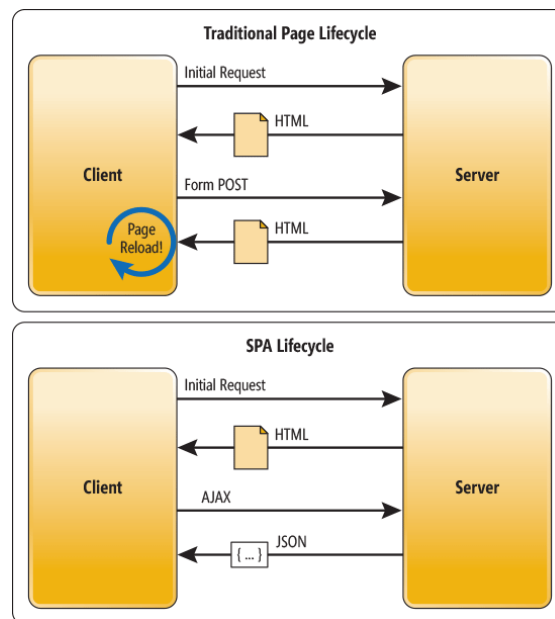 Traditional Page Lifecycle
Initial Request
HTML
Client
Server
Form POST
HTML
Page
Reload!
SPA Lifecycle
Initial Request
HTML
Client
Server
AJAX
JSON
{ ... }